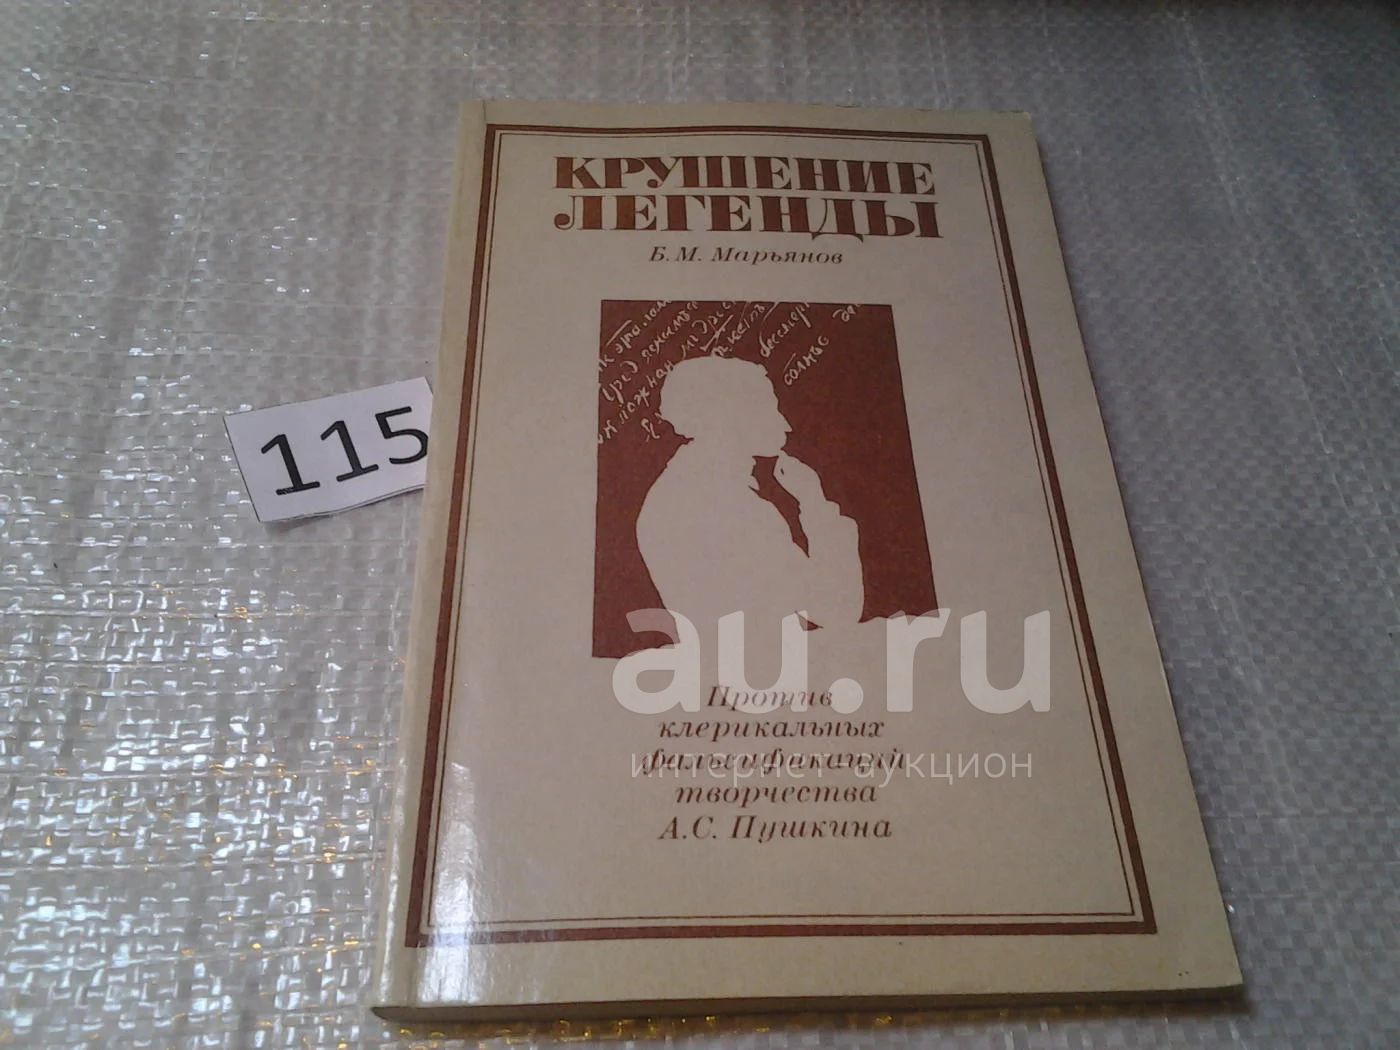 КРУШЕНИЕ
ЛЕГЕНДЫ
Б. М. Марьянов
115
Против
клерикальных
фальсификаций
творчества
А.С. Пушкина
au.ru
интернет-аукцион